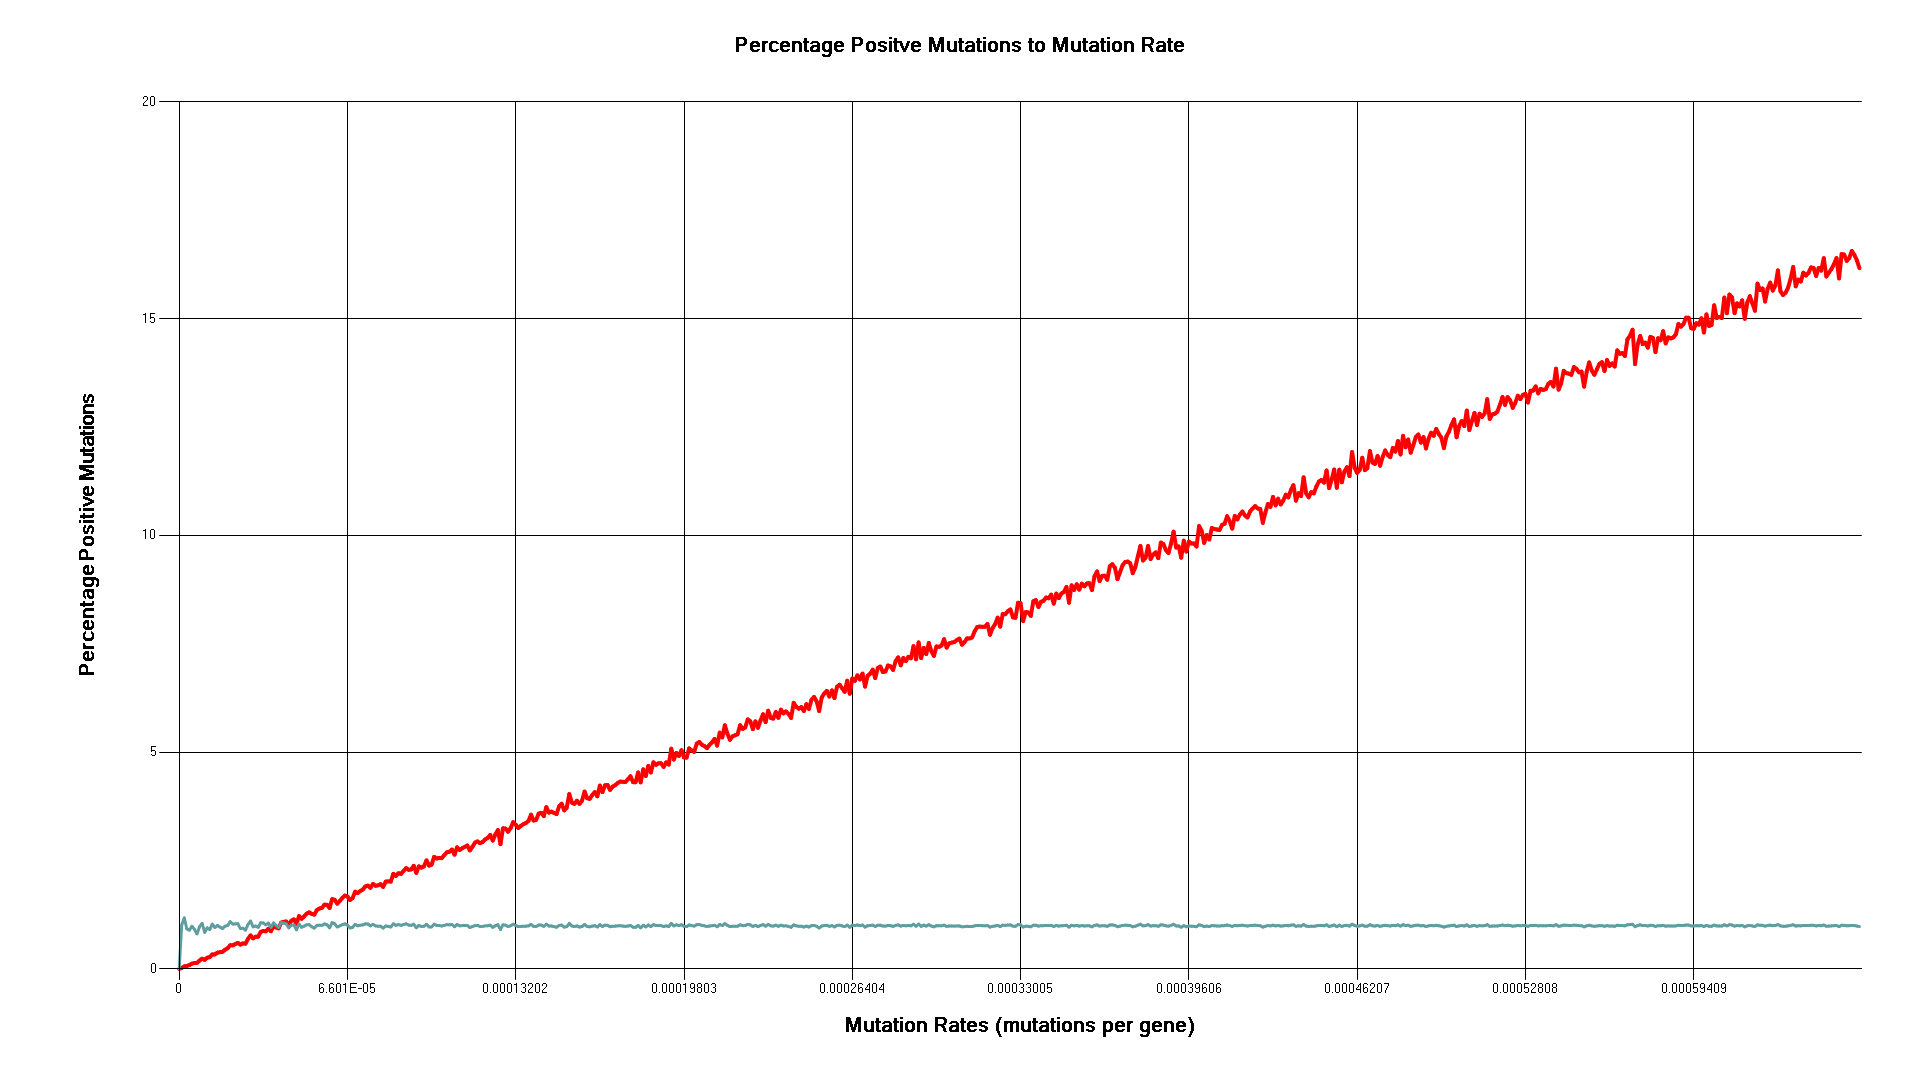 Percentage Positve Mutations to Mutation Rate
20
15
10
5
0
Percentage Positive Mutations
0 6.601E-05 0.00013202 0.00019803 0.00026404 0.00033005 0.00039606 0.00046207 0.00052808 0.00059409
Mutation Rates (mutations per gene)